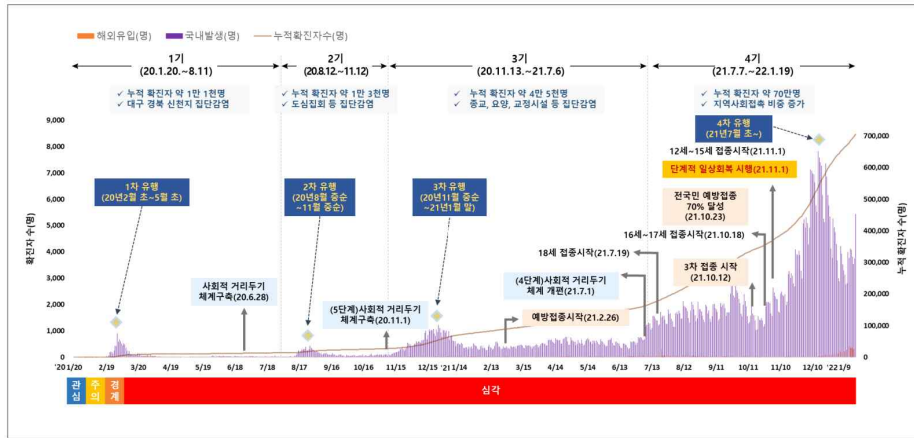 해외유입(명) 국내발생(명) 누적확진자수(명)
1기
(20.1.20.~8.11)
2기
(20.8.12.~11.12)
3기
(20.11.13.~21.7.6)
4기
(21.7.7.~22.1.19)
✓ 누적 확진자 약 1만 1천명
✓ 대구 경북 신천지 집단감염
✓ 누적 확진자 약 1만 3천명
✓ 도심집회 등 집단감염
✓ 누적 확진자 약 4만 5천명
✓ 종교, 요양, 교정시설 등 집단감염
✓ 누적 확진자 약 70만명
✓ 지역사회접촉 비중 증가
확진자 수(명)
9,000
8,000
7,000
6,000
5,000
4,000
3,000
2,000
1,000
0
1차 유행
(20년2월 초~5월 초)
2차 유행
(20년8월 중순
~11월 중순)
3차 유행
(20년11월 중순
~21년1월 말)
4차 유행
(21년7월 초~)
12세~15세 접종시작(21.11.1)
단계적 일상회복 시행(21.11.1)
전국민 예방접종
70% 달성
(21.10.23)
16세~17세 접종시작(21.10.18)
18세 접종시작(21.7.19)
3차 접종 시작
(21.10.12)
사회적 거리두기
체계구축(20.6.28)
(5단계)사회적 거리두기
체계구축(20.11.1)
(4단계)사회적 거리두기
체계 개편(21.7.1)
예방접종시작(21.2.26)
누적 확진자 수(명)
700,000
600,000
500,000
400,000
300,000
200,000
100,000
0
'20 1/20 2/19 3/20 4/19 5/19 6/18 7/18 8/17 9/16 10/16 11/15 12/15 '21 1/14 2/13 3/15 4/14 5/14 6/13 7/13 8/12 9/11 10/11 11/10 12/10 '22 1/9
관심
주의
경계
심각